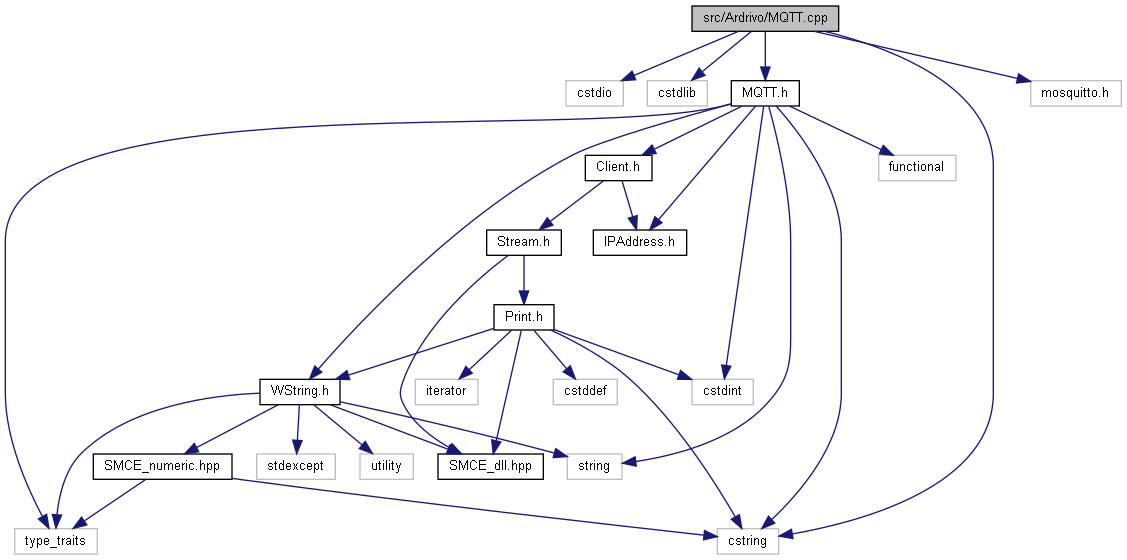 src/Ardrivo/MQTT.cpp
cstdio
cstdlib
MQTT.h
mosquitto.h
Client.h
functional
Stream.h
IPAddress.h
Print.h
WString.h
iterator
cstddef
cstdint
SMCE_numeric.hpp
stdexcept
utility
SMCE_dll.hpp
string
type_traits
cstring